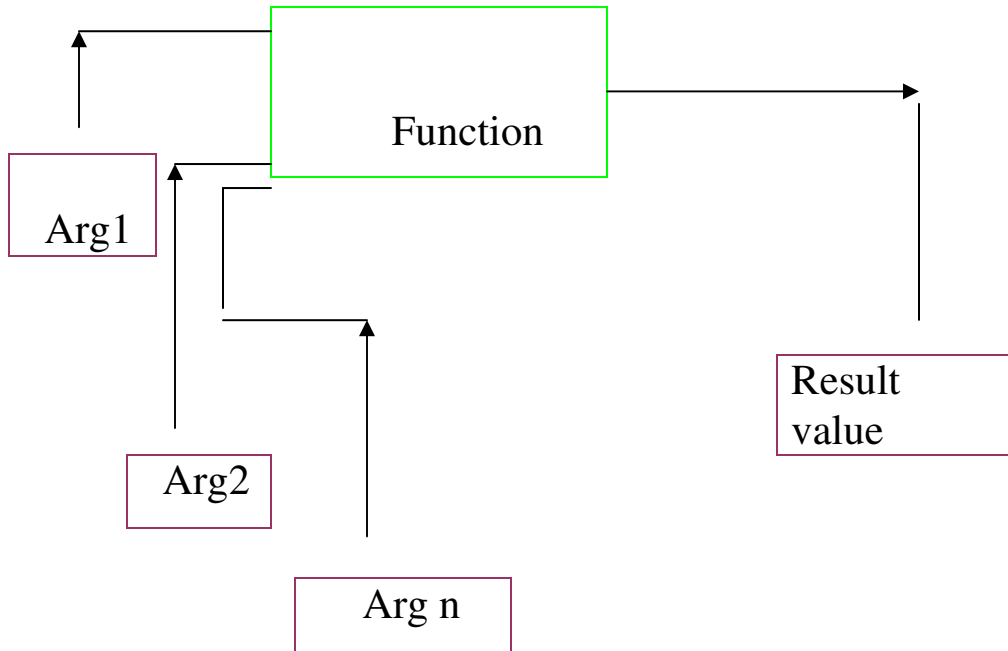 Function
Arg1
Result
value
Arg2
Arg n